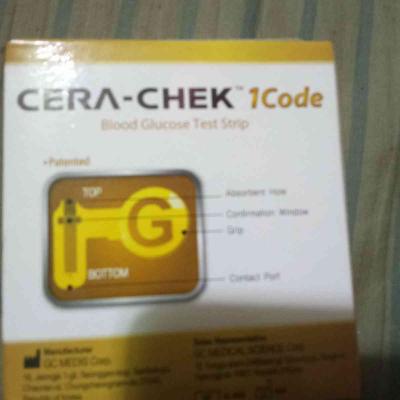 CERA-CHEK™ 1Code
Blood Glucose Test Strip
•Patented
TOP
Absorbent Hole
Confirmation Window
Grip
G
BOTTOM
Contact Port
Manufacturer
GC MEDIS Corp.
Sales Representative
GC MEDICAL SCIENCE Corp.